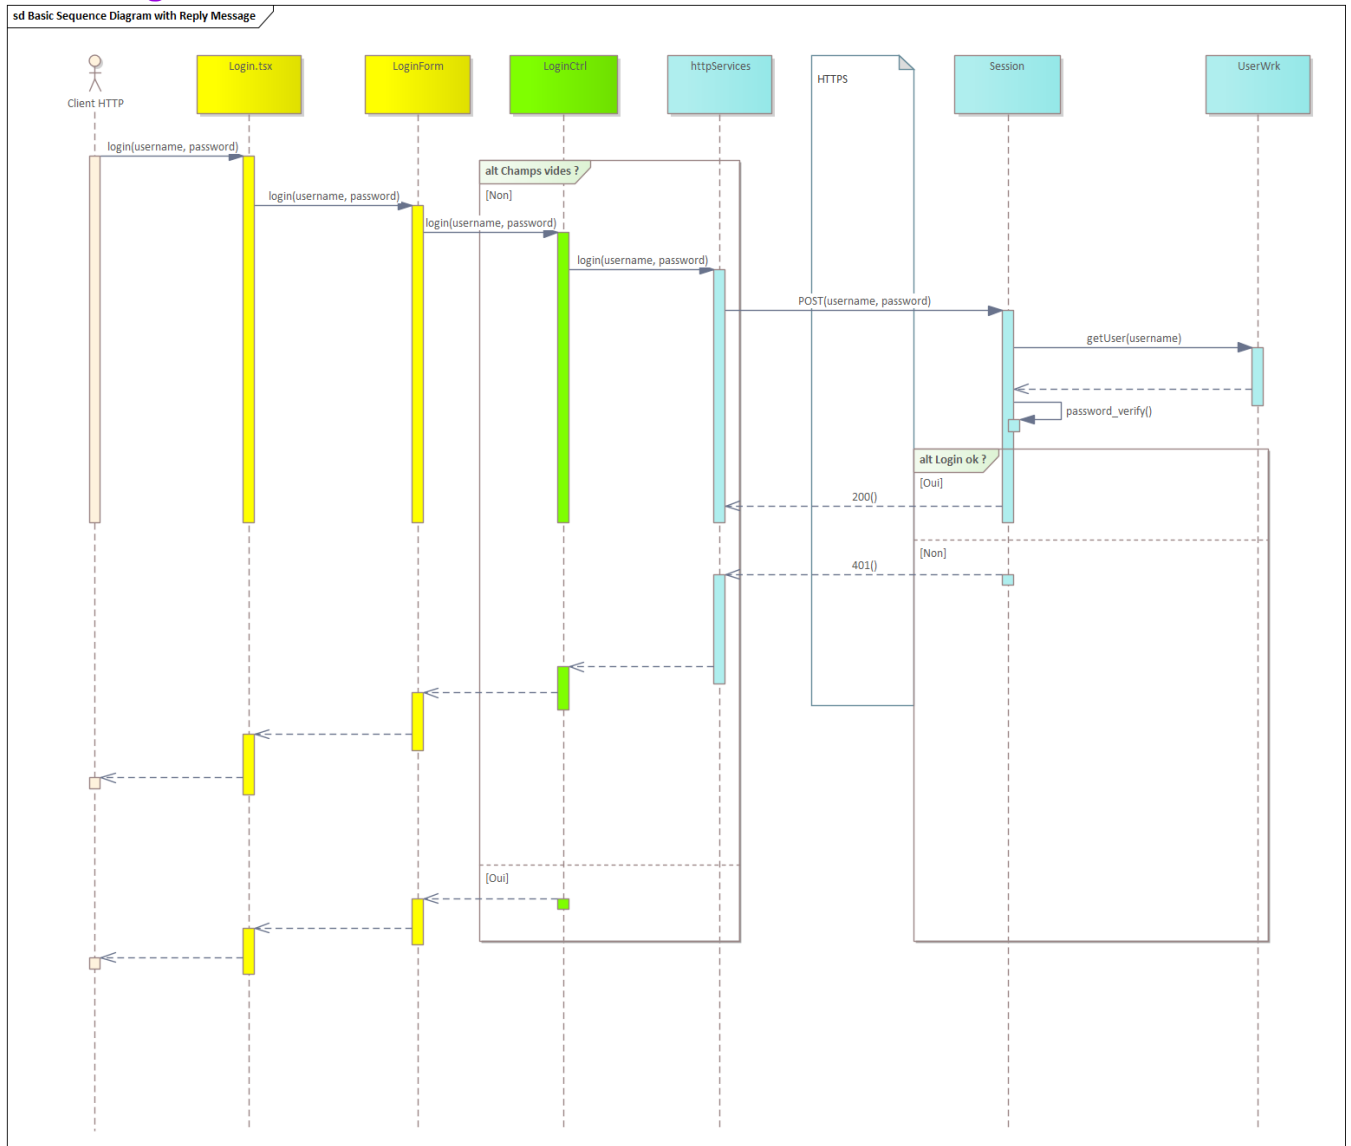 sd Basic Sequence Diagram with Reply Message
Client HTTP
Login.tsx
LoginForm
LoginCtrl
httpServices
HTTPS
Session
UserWrk
login(username, password)
alt Champs vides ?
[Non]
login(username, password)
login(username, password)
login(username, password)
POST(username, password)
getUser(username)
password_verify()
alt Login ok ?
[Oui]
200()
[Non]
401()
[Oui]